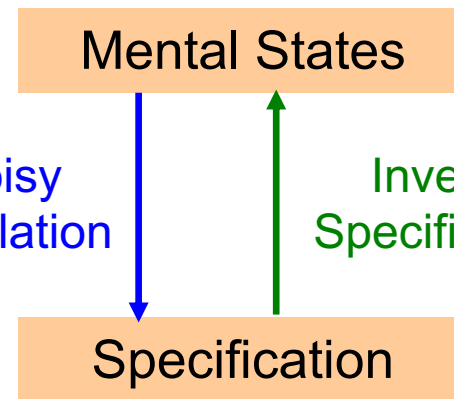 Mental States
oisy Inve
lation Specifi
Specification